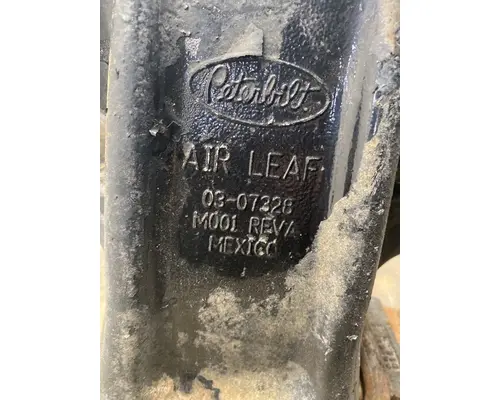 Peterbilt
AIR LEAF
03-07328
M001 REVA
MEXICO